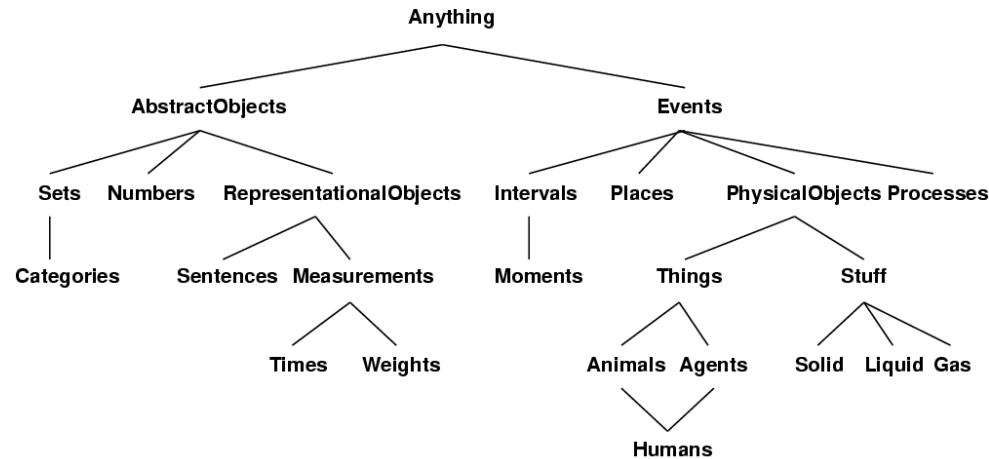 Anything
AbstractObjects Events
Sets Numbers RepresentationalObjects Intervals Places PhysicalObjects Processes
Categories Sentences Measurements Moments Things Stuff
Times Weights Animals Agents Solid Liquid Gas
Humans